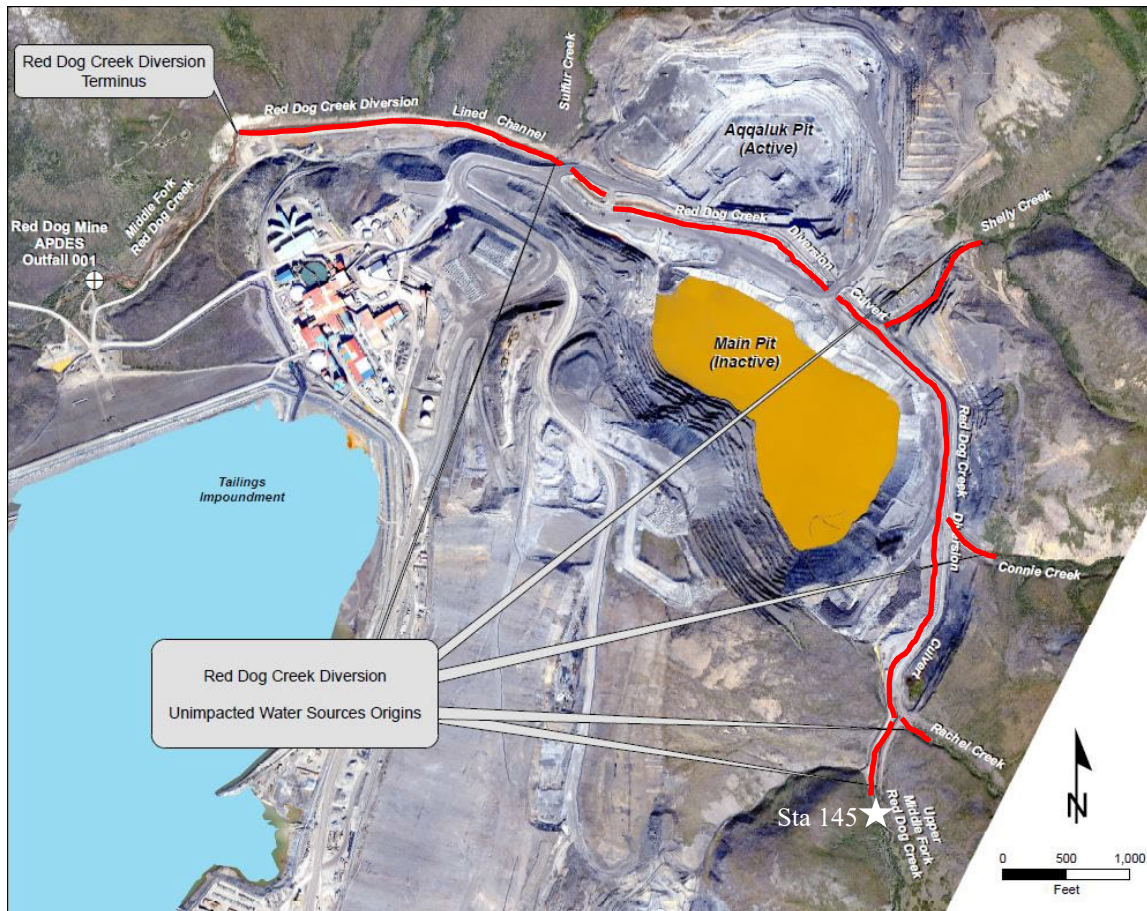 Red Dog Creek Diversion
Terminus
Red Dog Creek Diversion
Lined Channel
Sulfur Creek
Aqqaluk Pit
(Active)
Middle Fork
Red Dog Creek
Red Dog Mine
APDES
Outfall 001
Red Dog Creek
Diversion
Culvert
Shelly Creek
Main Pit
(Inactive)
Red Dog Creek
Diversion
Connie Creek
Tailings
Impoundment
Culvert
Red Dog Creek Diversion
Unimpacted Water Sources Origins
Rachel Creek
Sta 145
Upper
Middle Fork
Red Dog Creek
N
0 500 1,000
Feet